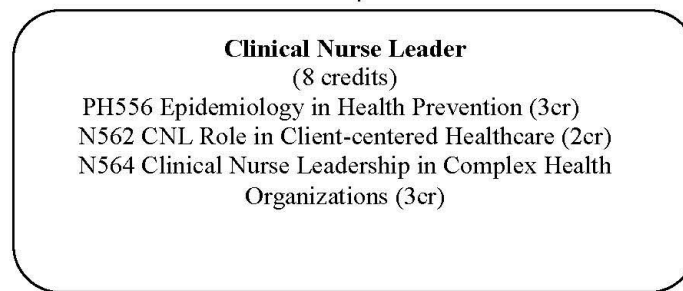 Clinical Nurse Leader
(8 credits)
PH556 Epidemiology in Health Prevention (3cr)
N562 CNL Role in Client-centered Healthcare (2cr)
N564 Clinical Nurse Leadership in Complex Health
Organizations (3cr)